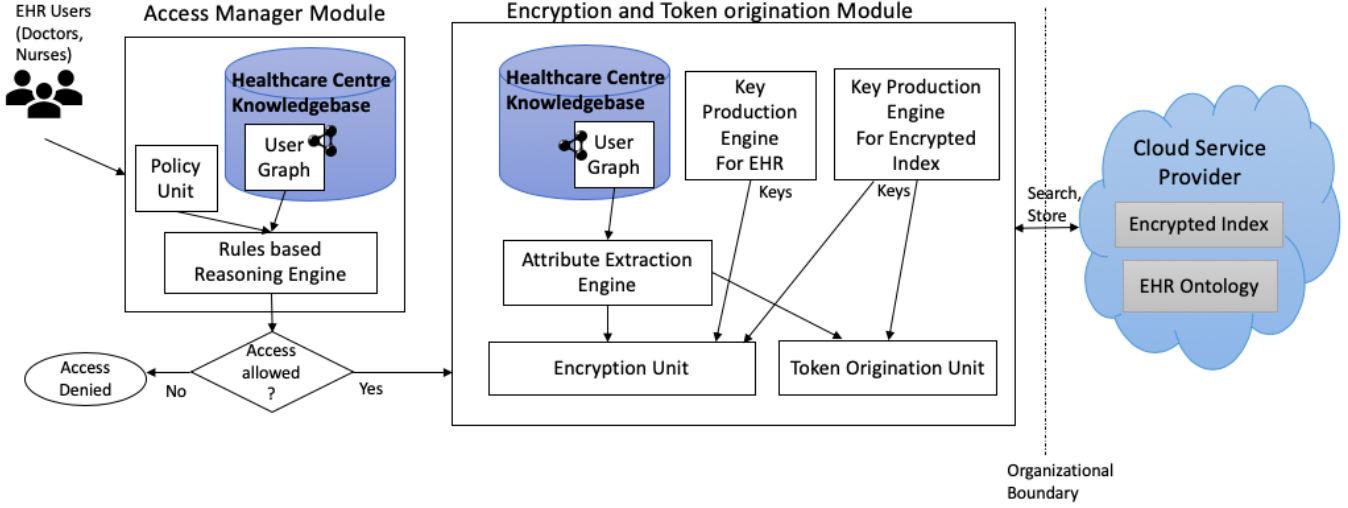 EHR Users
(Doctors,
Nurses)
Access Manager Module
Healthcare Centre
Knowledgebase
User
Graph
Policy
Unit
Rules based
Reasoning Engine
Access
allowed
?
No
Yes
Access
Denied
Encryption and Token origination Module
Healthcare Centre
Knowledgebase
User
Graph
Key
Production
Engine
For EHR
Key Production
Engine
For Encrypted
Index
Keys
Keys
Attribute Extraction
Engine
Encryption Unit
Token Origination Unit
Search,
Store
Cloud Service
Provider
Encrypted Index
EHR Ontology
Organizational
Boundary